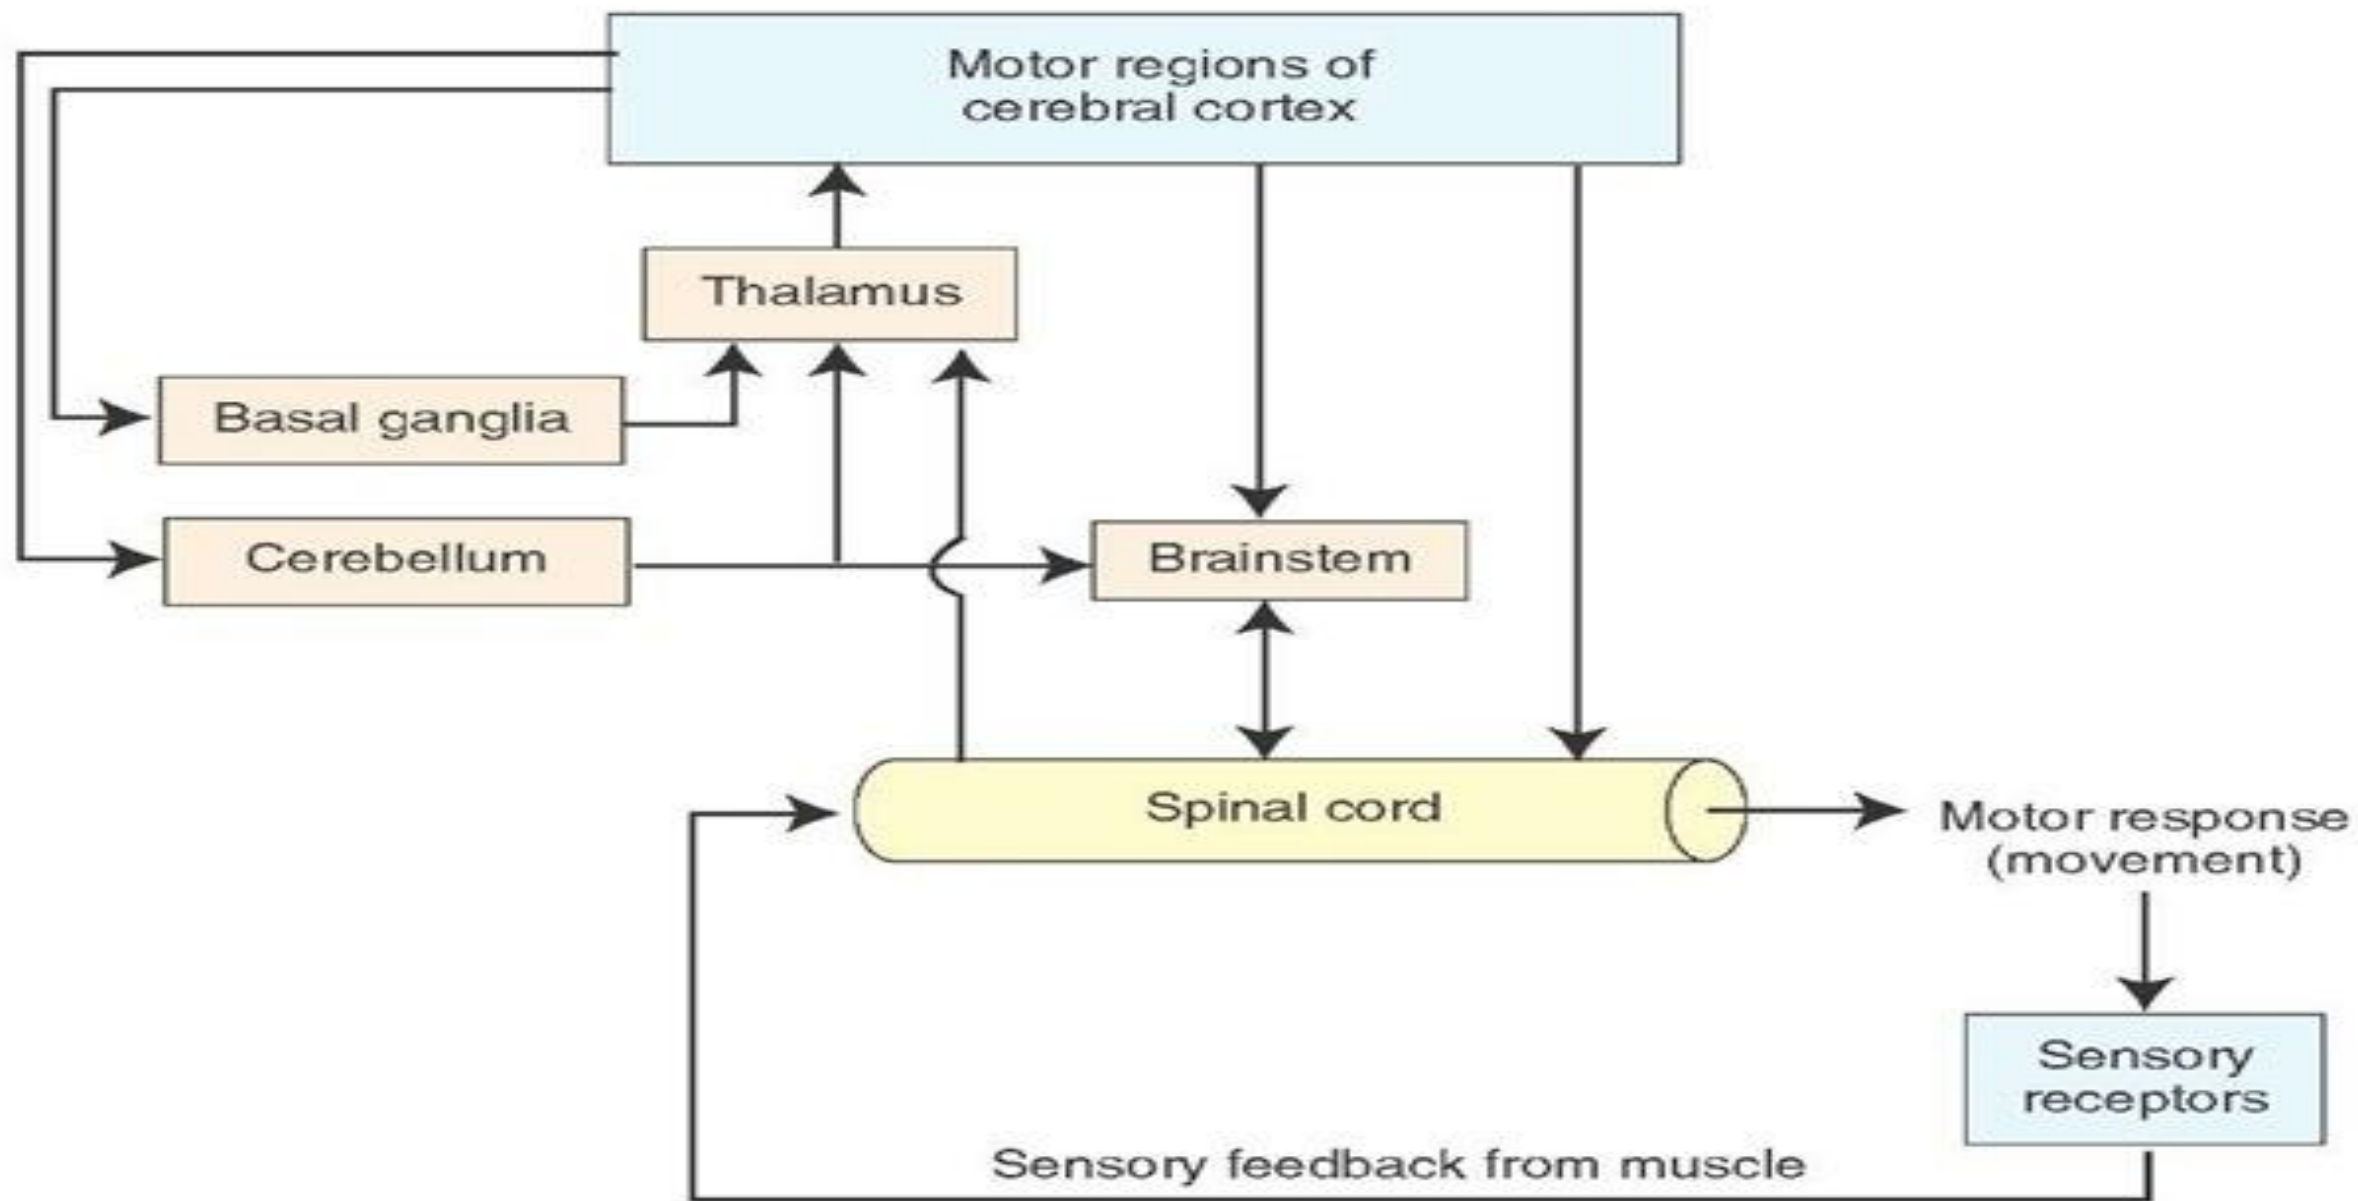 Motor regions of
cerebral cortex
Thalamus
Basal ganglia
Cerebellum
Brainstem
Spinal cord
Motor response
(movement)
Sensory
receptors
Sensory feedback from muscle